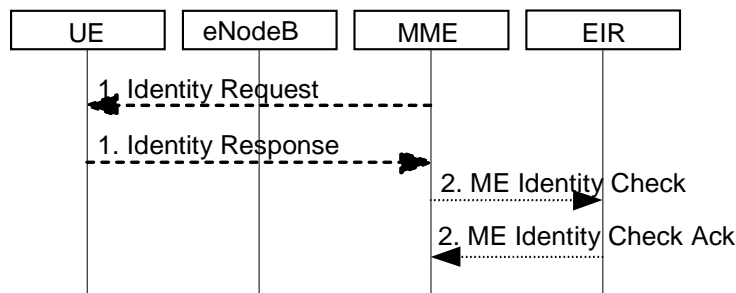 UE
eNodeB
MME
EIR
1. Identity Request
1. Identity Response
2. ME Identity Check
2. ME Identity Check Ack